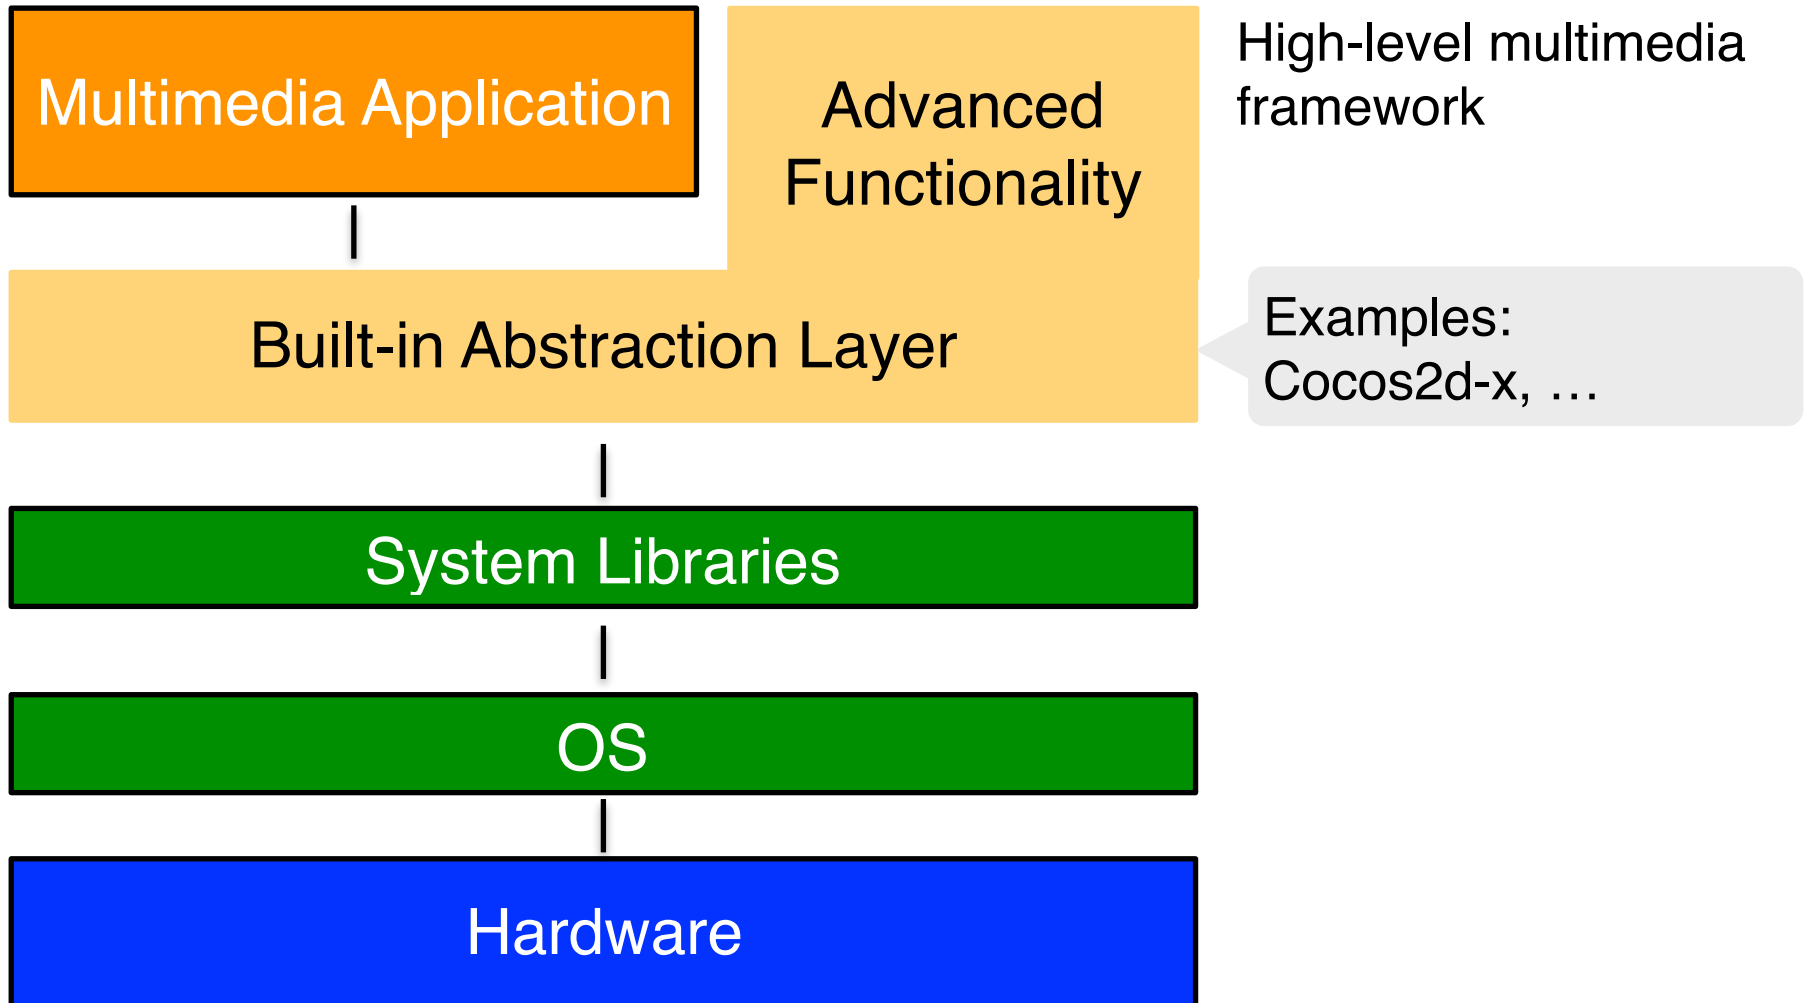 Multimedia Application
Advanced
Functionality
High-level multimedia
framework
Built-in Abstraction Layer
Examples:
Cocos2d-x, …
System Libraries
OS
Hardware